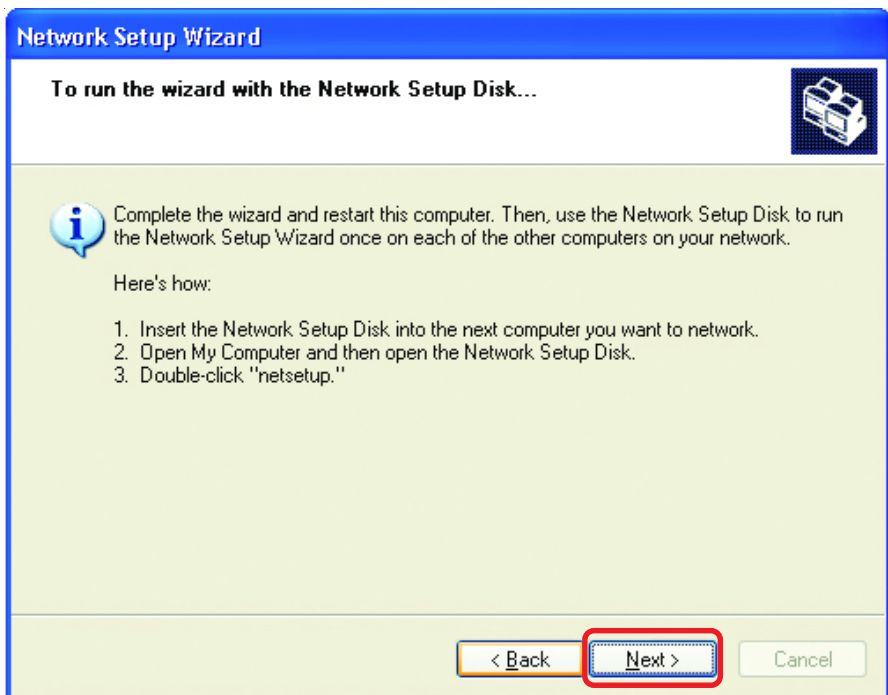 Network Setup Wizard
To run the wizard with the Network Setup Disk...
Complete the wizard and restart this computer. Then, use the Network Setup Disk to run
the Network Setup Wizard once on each of the other computers on your network.
Here's how:
1. Insert the Network Setup Disk into the next computer you want to network.
2. Open My Computer and then open the Network Setup Disk.
3. Double-click "netsetup."
< Back
Next >
Cancel